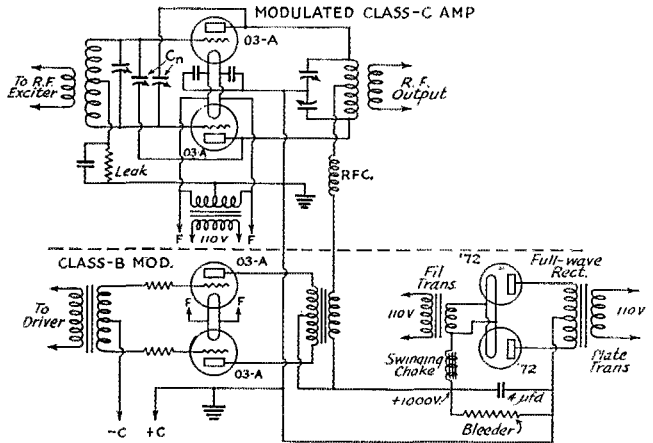 MODULATED CLASS-C AMP
03-A
Cn
To R.F.
Exciter
R.F.
Output
03-A
Leak
RFC.
F 110V F
CLASS-B MOD.
03-A
'72
Full-wave
Rect.
Fil
Trans.
To
Driver
F F
110V
110V
Swinging
Choke
'72
Plate
Trans
03-A
+1000V.
4 μfd
Bleeder
-C +C